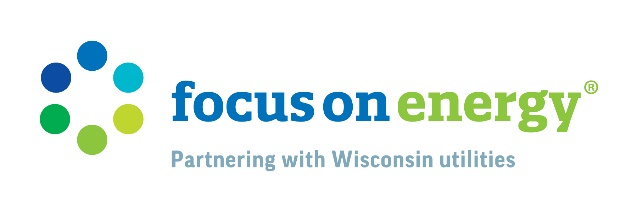 focus on energy®
Partnering with Wisconsin utilities